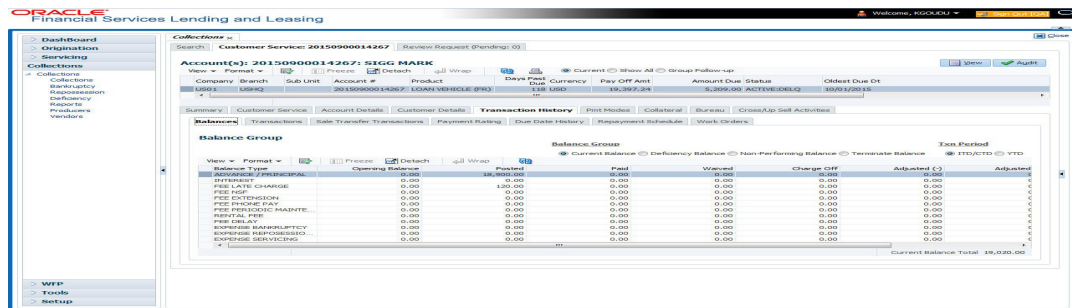 ORACLE
Financial Services Lending and Leasing
Welcome, KGOUDU
DashBoard
Origination
Servicing
Collections
Collections
Collections
Bankruptcy
Repossession
Deficiency
Reports
Producers
Vendors
WFP
Tools
Setup
Collections
Close
Search Customer Service: 20150900014267 Review Request (Pending: 0)
Account(s): 20150900014267: SIGG MARK
View Audit
View Format Freeze Detach Wrap Current Show All Group Follow-up
Company Branch Sub Unit Account # Product Days Past Due Currency Pay Off Amt Amount Due Status Oldest Due Dt
US01 USHQ 20150900014267 LOAN VEHICLE (FR) 118 USD 19,397.24 5,209.00 ACTIVE:DELQ 10/01/2015
Summary Customer Service Account Details Customer Details Transaction History Pmt Modes Collateral Bureau Cross/Up Sell Activities
Balances Transactions Sale Transfer Transactions Payment Rating Due Date History Repayment Schedule Work Orders
Balance Group
Balance Group Txn Period
Current Balance Deficiency Balance Non-Performing Balance Terminate Balance ITD/CTD YTD
View Format Freeze Detach Wrap
Balance Type Opening Balance Posted Paid Waived Charge Off Adjusted (-) Adjusted
ADVANCE / PRINCIPAL 0.00 18,900.00 0.00 0.00 0.00 0.00
INTEREST 0.00 0.00 0.00 0.00 0.00 0.00
FEE LATE CHARGE 0.00 120.00 0.00 0.00 0.00 0.00
FEE NSF 0.00 0.00 0.00 0.00 0.00 0.00
FEE EXTENSION 0.00 0.00 0.00 0.00 0.00 0.00
FEE PHONE PAY 0.00 0.00 0.00 0.00 0.00 0.00
FEE PERIODIC MAINTE... 0.00 0.00 0.00 0.00 0.00 0.00
RENTAL FEE 0.00 0.00 0.00 0.00 0.00 0.00
FEE DELAY 0.00 0.00 0.00 0.00 0.00 0.00
EXPENSE BANKRUPTCY 0.00 0.00 0.00 0.00 0.00 0.00
EXPENSE REPOSSESSIO... 0.00 0.00 0.00 0.00 0.00 0.00
EXPENSE SERVICING 0.00 0.00 0.00 0.00 0.00 0.00
Current Balance Total 19,020.00